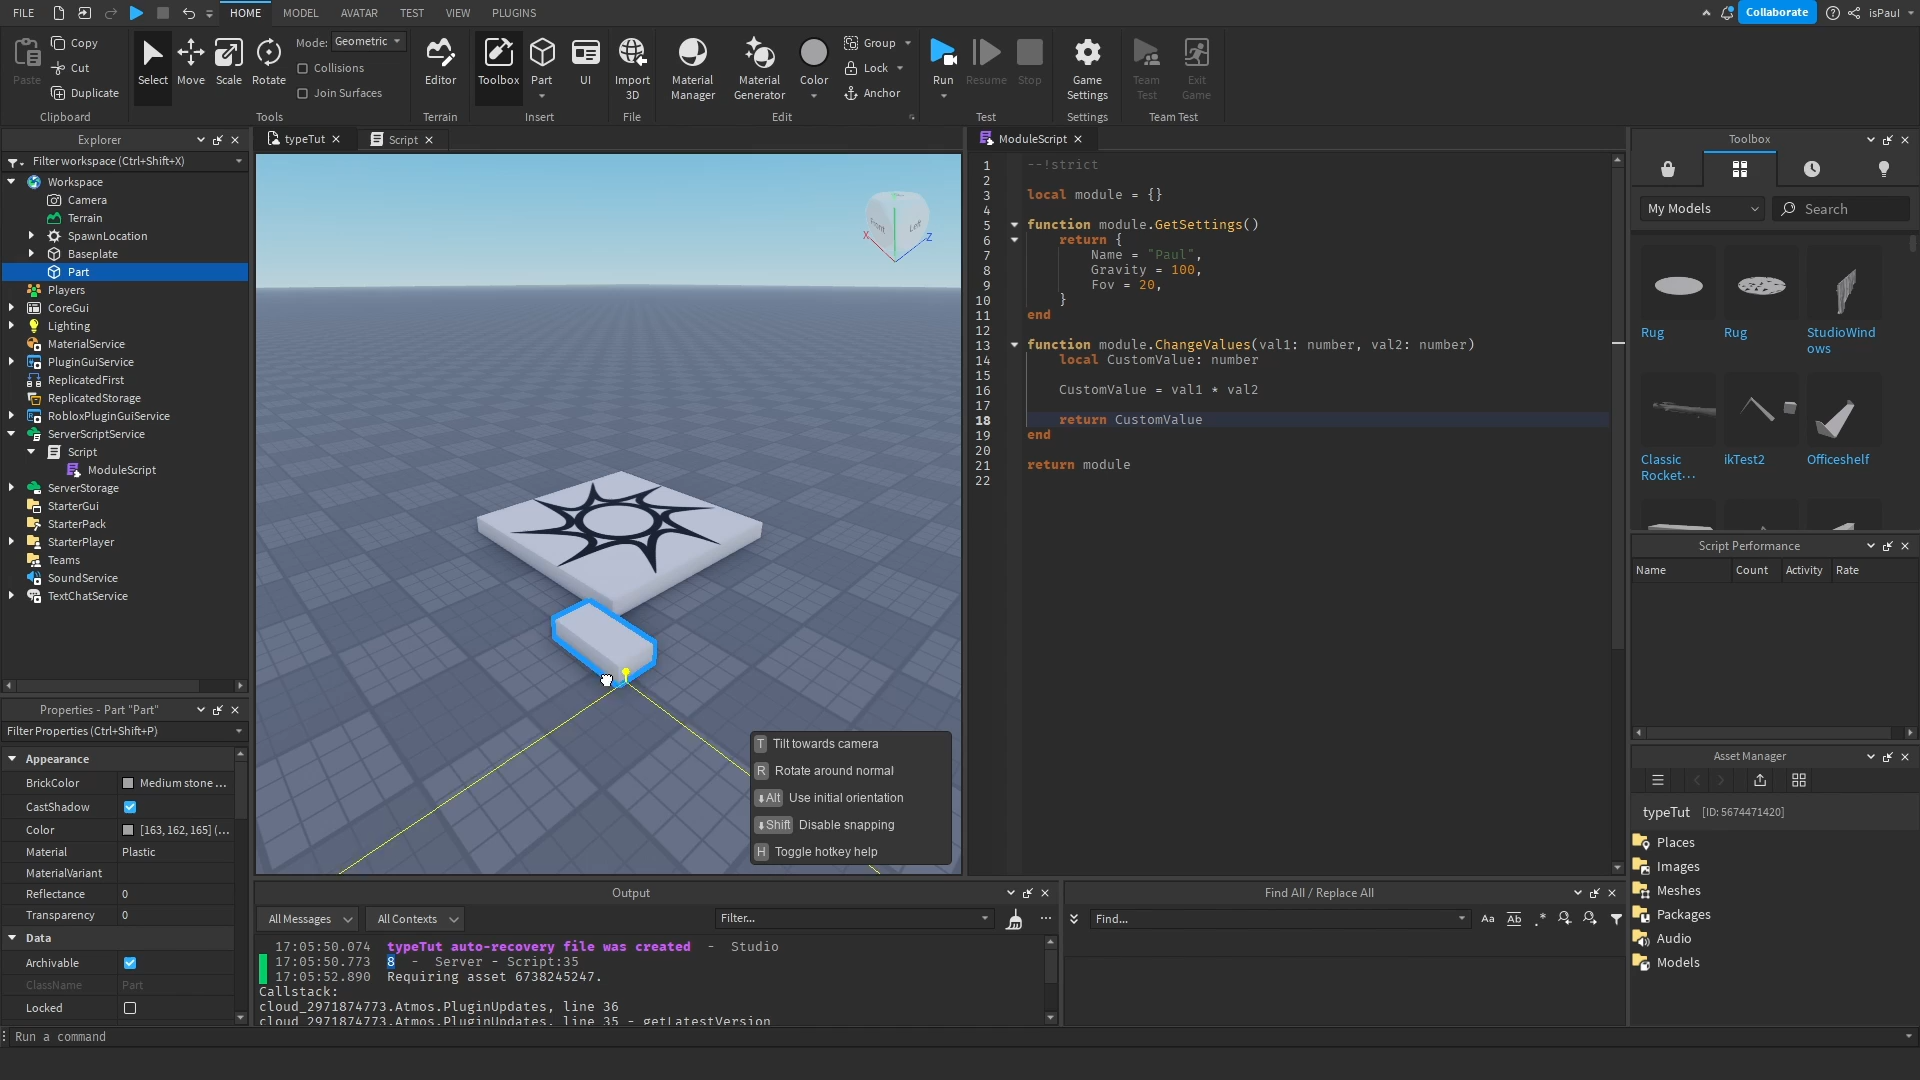 FILE
HOME
MODEL
AVATAR
TEST
VIEW
PLUGINS
Collaborate
isPaul
Paste
Copy
Cut
Duplicate
Clipboard
Select
Move
Scale
Rotate
Mode: Geometric
Collisions
Join Surfaces
Tools
Editor
Terrain
Toolbox
Part
UI
Insert
Import 3D
File
Material Manager
Material Generator
Color
Group
Lock
Anchor
Edit
Run
Resume
Stop
Test
Game Settings
Settings
Team Test
Exit Game
Team Test
Explorer
Filter workspace (Ctrl+Shift+X)
Workspace
Camera
Terrain
SpawnLocation
Baseplate
Part
Players
CoreGui
Lighting
MaterialService
PluginGuiService
ReplicatedFirst
ReplicatedStorage
RobloxPluginGuiService
ServerScriptService
Script
ModuleScript
ServerStorage
StarterGui
StarterPack
StarterPlayer
Teams
SoundService
TextChatService
Properties - Part "Part"
Filter Properties (Ctrl+Shift+P)
Appearance
BrickColor Medium stone ...
CastShadow
Color [163, 162, 165] (...
Material Plastic
MaterialVariant
Reflectance 0
Transparency 0
Data
Archivable
ClassName Part
Locked
typeTut
Script
Front
Left
X
Z
T Tilt towards camera
R Rotate around normal
Alt Use initial orientation
Shift Disable snapping
H Toggle hotkey help
ModuleScript
1 --!strict
2
3 local module = {}
4
5 function module.GetSettings()
6 return {
7 Name = "Paul",
8 Gravity = 100,
9 Fov = 20,
10 }
11 end
12
13 function module.ChangeValues(val1: number, val2: number)
14 local CustomValue: number
15
16 CustomValue = val1 * val2
17
18 return CustomValue
19 end
20
21 return module
22
Output
All Messages
All Contexts
Filter...
17:05:50.074 typeTut auto-recovery file was created - Studio
17:05:50.773 8 - Server - Script:35
17:05:52.890 Requiring asset 6738245247.
Callstack:
cloud_2971874773.Atmos.PluginUpdates, line 36
cloud_2971874773.Atmos.PluginUpdates, line 35 - getLatestVersion
Find All / Replace All
Find...
Aa
Ab
.*
Toolbox
My Models
Search
Rug
Rug
StudioWindows
Classic Rocket...
ikTest2
Officeshelf
Script Performance
Name Count Activity Rate
Asset Manager
typeTut [ID: 5674471420]
Places
Images
Meshes
Packages
Audio
Models
Run a command